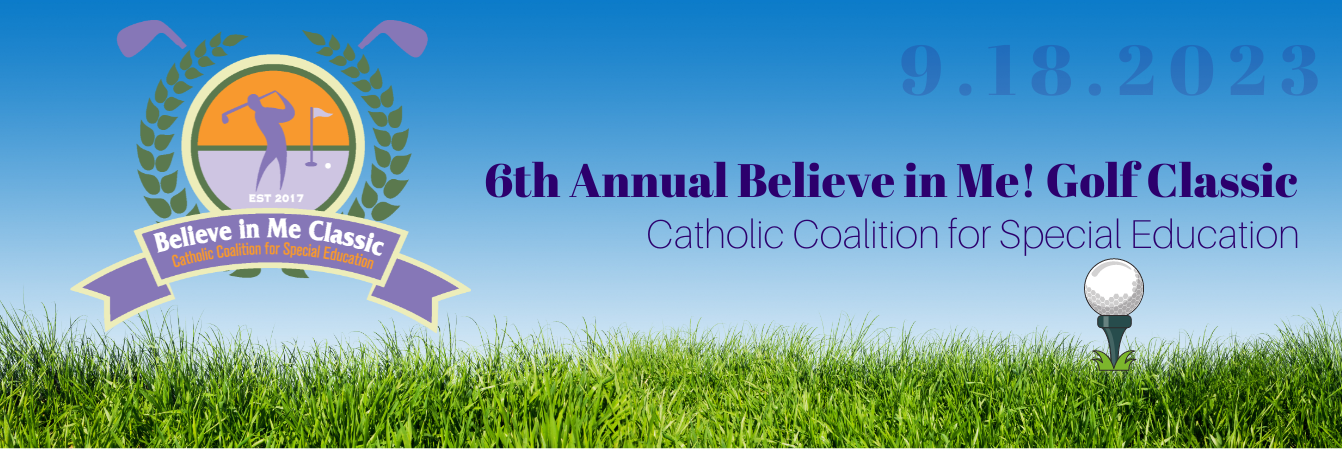 9.18.2023
6th Annual Believe in Me! Golf Classic
Catholic Coalition for Special Education
EST 2017
Believe in Me Classic
Catholic Coalition for Special Education